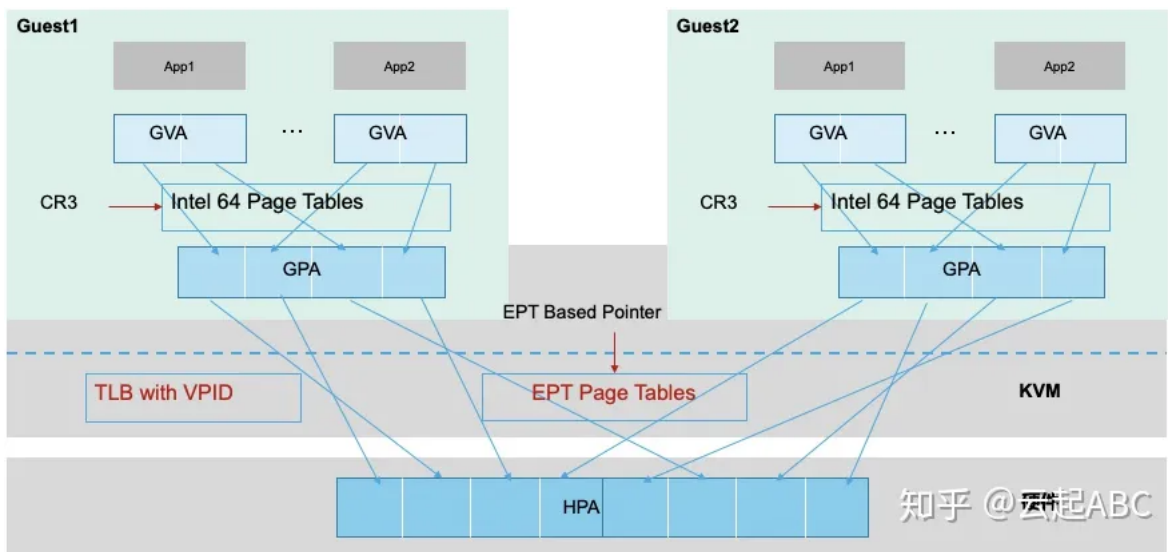 Guest1
Guest2
App1
App2
App1
App2
GVA
...
GVA
GVA
...
GVA
CR3
Intel 64 Page Tables
CR3
Intel 64 Page Tables
GPA
GPA
EPT Based Pointer
TLB with VPID
EPT Page Tables
KVM
HPA
硬件
知乎 @云起ABC